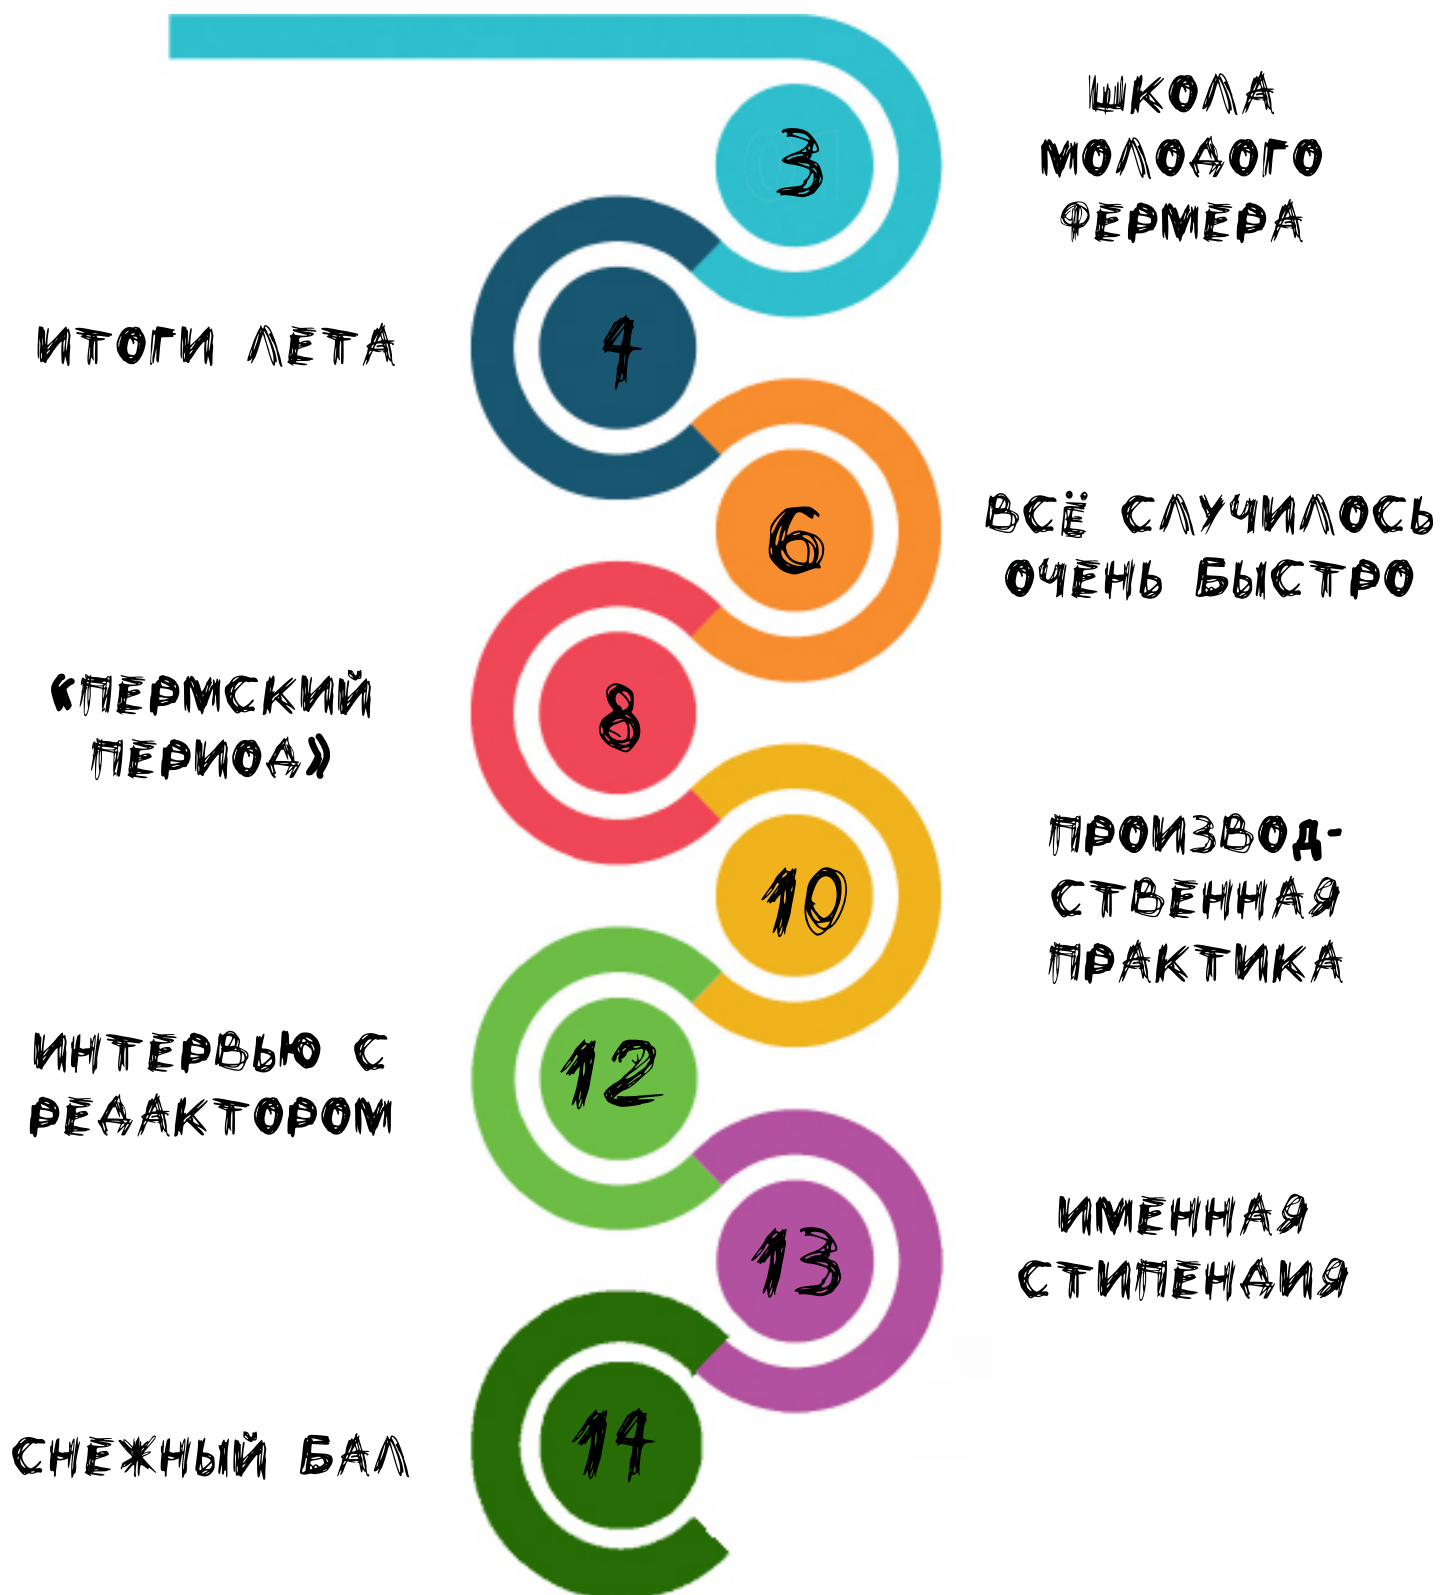 3
ШКОЛА
МОЛОДОГО
ФЕРМЕРА
4
ИТОГИ ЛЕТА
6
ВСЁ СЛУЧИЛОСЬ
ОЧЕНЬ БЫСТРО
8
«ПЕРМСКИЙ
ПЕРИОД»
10
ПРОИЗВОД-
СТВЕННАЯ
ПРАКТИКА
12
ИНТЕРВЬЮ С
РЕДАКТОРОМ
13
ИМЕННАЯ
СТИПЕНДИЯ
14
СНЕЖНЫЙ БАЛ